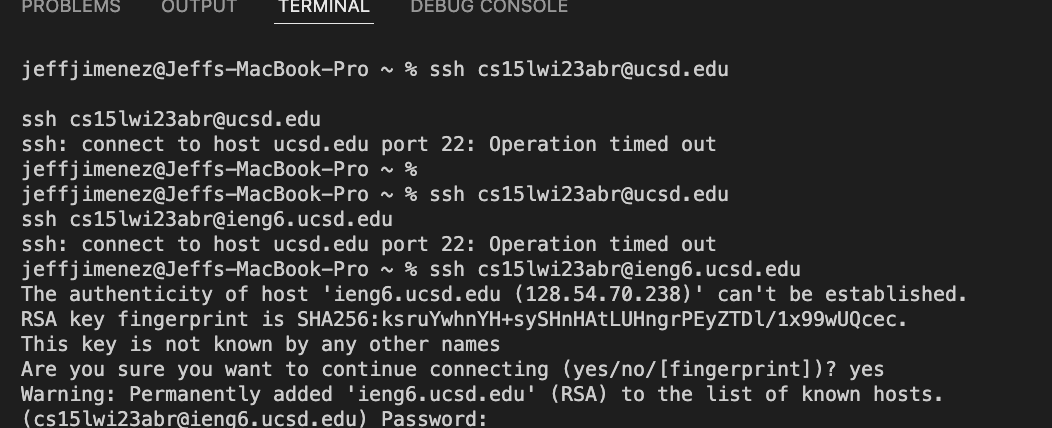 PROBLEMS OUTPUT TERMINAL DEBUG CONSOLE
jeffjimenez@Jeffs-MacBook-Pro ~ % ssh cs15lwi23abr@ucsd.edu
ssh cs15lwi23abr@ucsd.edu
ssh: connect to host ucsd.edu port 22: Operation timed out
jeffjimenez@Jeffs-MacBook-Pro ~ %
jeffjimenez@Jeffs-MacBook-Pro ~ % ssh cs15lwi23abr@ucsd.edu
ssh cs15lwi23abr@ieng6.ucsd.edu
ssh: connect to host ucsd.edu port 22: Operation timed out
jeffjimenez@Jeffs-MacBook-Pro ~ % ssh cs15lwi23abr@ieng6.ucsd.edu
The authenticity of host 'ieng6.ucsd.edu (128.54.70.238)' can't be established.
RSA key fingerprint is SHA256:ksruYwhnYH+sySHnHAtLUHngrPEyZTDl/1x99wUQcec.
This key is not known by any other names
Are you sure you want to continue connecting (yes/no/[fingerprint])? yes
Warning: Permanently added 'ieng6.ucsd.edu' (RSA) to the list of known hosts.
(cs15lwi23abr@ieng6.ucsd.edu) Password: